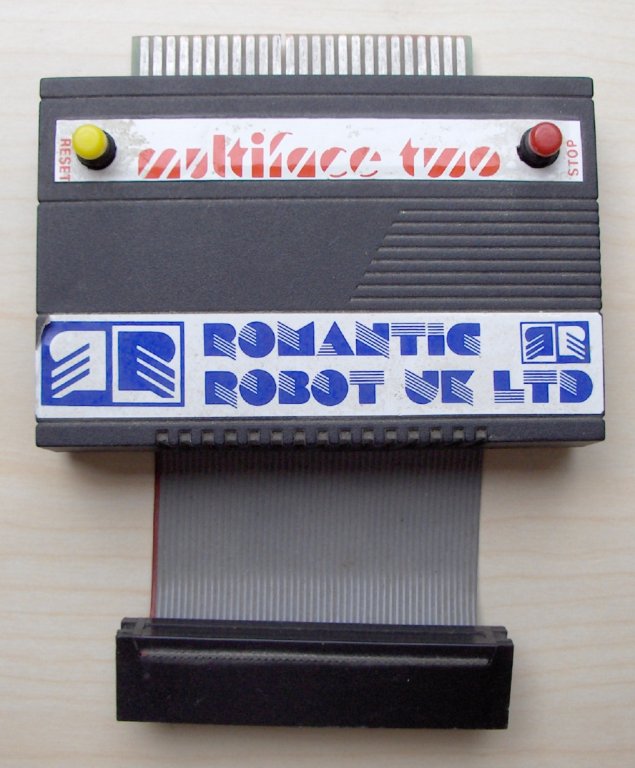 RESET
multiface two
STOP
ROMANTIC
ROBOT UK LTD